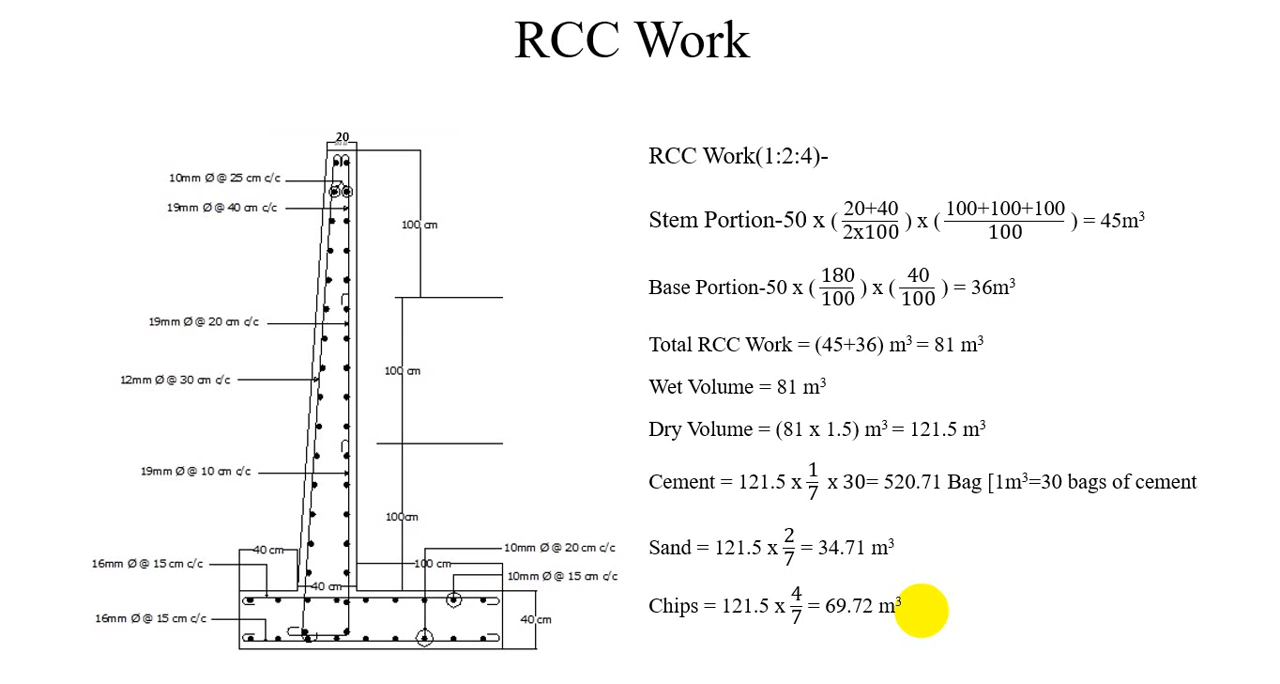 RCC Work
20
10mm Ø@ 25 cm c/c
19mm Ø@ 40 cm c/c
100 cm
19mm Ø@ 20 cm c/c
12mm Ø@ 30 cm c/c
100 cm
19mm Ø@ 10 cm c/c
100cm
40 cm
10mm Ø@ 20 cm c/c
16mm Ø@ 15 cm c/c
100 cm
10mm Ø@ 15 cm c/c
40 cm
16mm Ø@ 15 cm c/c
40 cm
RCC Work(1:2:4)-
Stem Portion-50 x (20+40/2x100) x (100+100+100/100) = 45m³
Base Portion-50 x (180/100) x (40/100) = 36m³
Total RCC Work = (45+36) m³ = 81 m³
Wet Volume = 81 m³
Dry Volume = (81 x 1.5) m³ = 121.5 m³
Cement = 121.5 x 1/7 x 30= 520.71 Bag [1m³=30 bags of cement
Sand = 121.5 x 2/7 = 34.71 m³
Chips = 121.5 x 4/7 = 69.72 m³